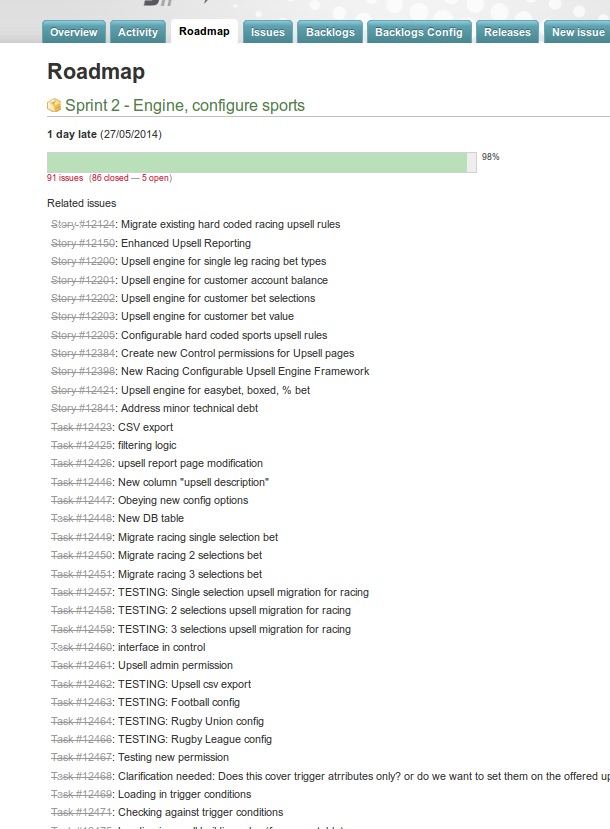 Overview Activity Roadmap Issues Backlogs Backlogs Config Releases New issue
Roadmap
Sprint 2 - Engine, configure sports
1 day late (27/05/2014)
98%
91 issues (86 closed — 5 open)
Related issues
Story #12124: Migrate existing hard coded racing upsell rules
Story #12150: Enhanced Upsell Reporting
Story #12200: Upsell engine for single leg racing bet types
Story #12201: Upsell engine for customer account balance
Story #12202: Upsell engine for customer bet selections
Story #12203: Upsell engine for customer bet value
Story #12205: Configurable hard coded sports upsell rules
Story #12384: Create new Control permissions for Upsell pages
Story #12398: New Racing Configurable Upsell Engine Framework
Story #12421: Upsell engine for easybet, boxed, % bet
Story #12841: Address minor technical debt
Task #12423: CSV export
Task #12425: filtering logic
Task #12426: upsell report page modification
Task #12446: New column "upsell description"
Task #12447: Obeying new config options
Task #12448: New DB table
Task #12449: Migrate racing single selection bet
Task #12450: Migrate racing 2 selections bet
Task #12451: Migrate racing 3 selections bet
Task #12457: TESTING: Single selection upsell migration for racing
Task #12458: TESTING: 2 selections upsell migration for racing
Task #12459: TESTING: 3 selections upsell migration for racing
Task #12460: interface in control
Task #12461: Upsell admin permission
Task #12462: TESTING: Upsell csv export
Task #12463: TESTING: Football config
Task #12464: TESTING: Rugby Union config
Task #12466: TESTING: Rugby League config
Task #12467: Testing new permission
Task #12468: Clarification needed: Does this cover trigger atrributes only? or do we want to set them on the offered up
Task #12469: Loading in trigger conditions
Task #12471: Checking against trigger conditions